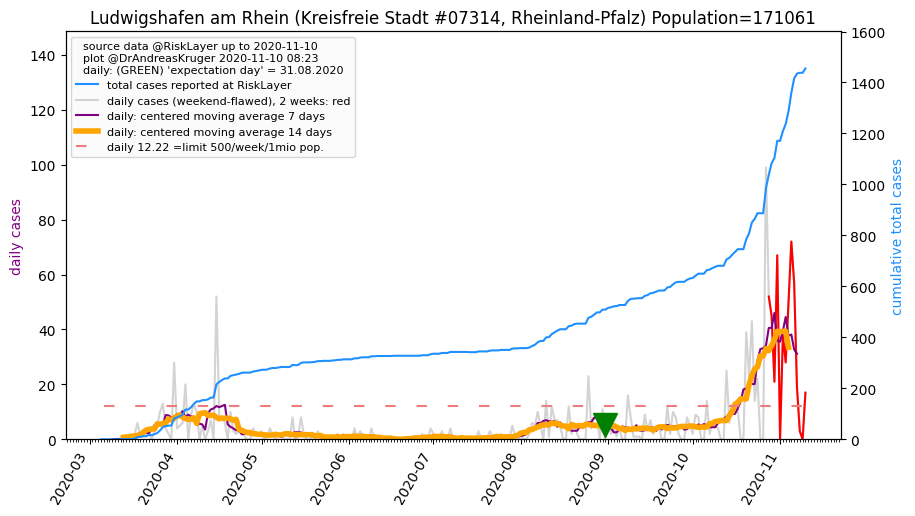 Ludwigshafen am Rhein (Kreisfreie Stadt #07314, Rheinland-Pfalz) Population=171061
source data @RiskLayer up to 2020-11-10
plot @DrAndreasKruger 2020-11-10 08:23
daily: (GREEN) 'expectation day' = 31.08.2020
total cases reported at RiskLayer
daily cases (weekend-flawed), 2 weeks: red
daily: centered moving average 7 days
daily: centered moving average 14 days
daily 12.22 =limit 500/week/1mio pop.
daily cases
140
120
100
80
60
40
20
0
cumulative total cases
1600
1400
1200
1000
800
600
400
200
0
2020-03
2020-04
2020-05
2020-06
2020-07
2020-08
2020-09
2020-10
2020-11